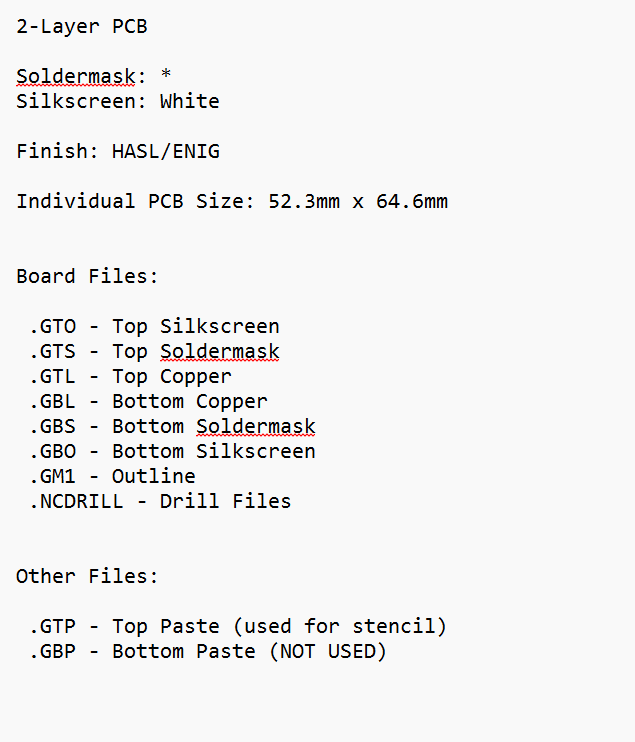 2-Layer PCB
Soldermask: *
Silkscreen: White
Finish: HASL/ENIG
Individual PCB Size: 52.3mm x 64.6mm
Board Files:
.GTO - Top Silkscreen
.GTS - Top Soldermask
.GTL - Top Copper
.GBL - Bottom Copper
.GBS - Bottom Soldermask
.GBO - Bottom Silkscreen
.GM1 - Outline
.NCDRILL - Drill Files
Other Files:
.GTP - Top Paste (used for stencil)
.GBP - Bottom Paste (NOT USED)